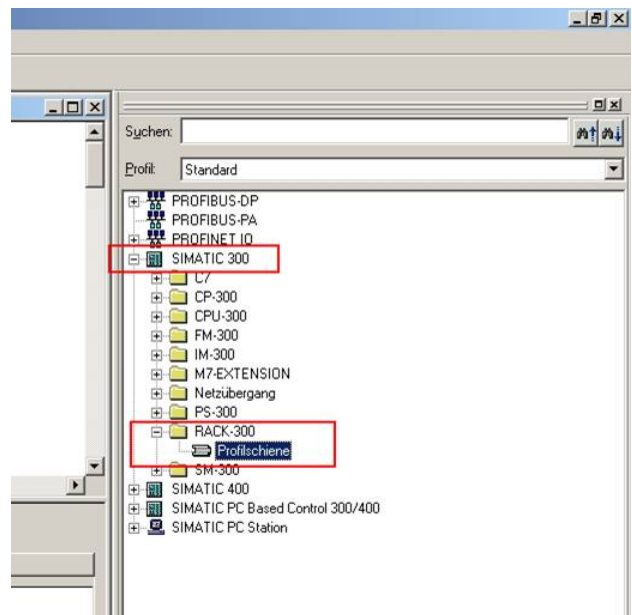 Suchen:
Profil: Standard
PROFIBUS-DP
PROFIBUS-PA
PROFINET IO
SIMATIC 300
C7
CP-300
CPU-300
FM-300
IM-300
M7-EXTENSION
Netzübergang
PS-300
RACK-300
Profilschiene
SM-300
SIMATIC 400
SIMATIC PC Based Control 300/400
SIMATIC PC Station